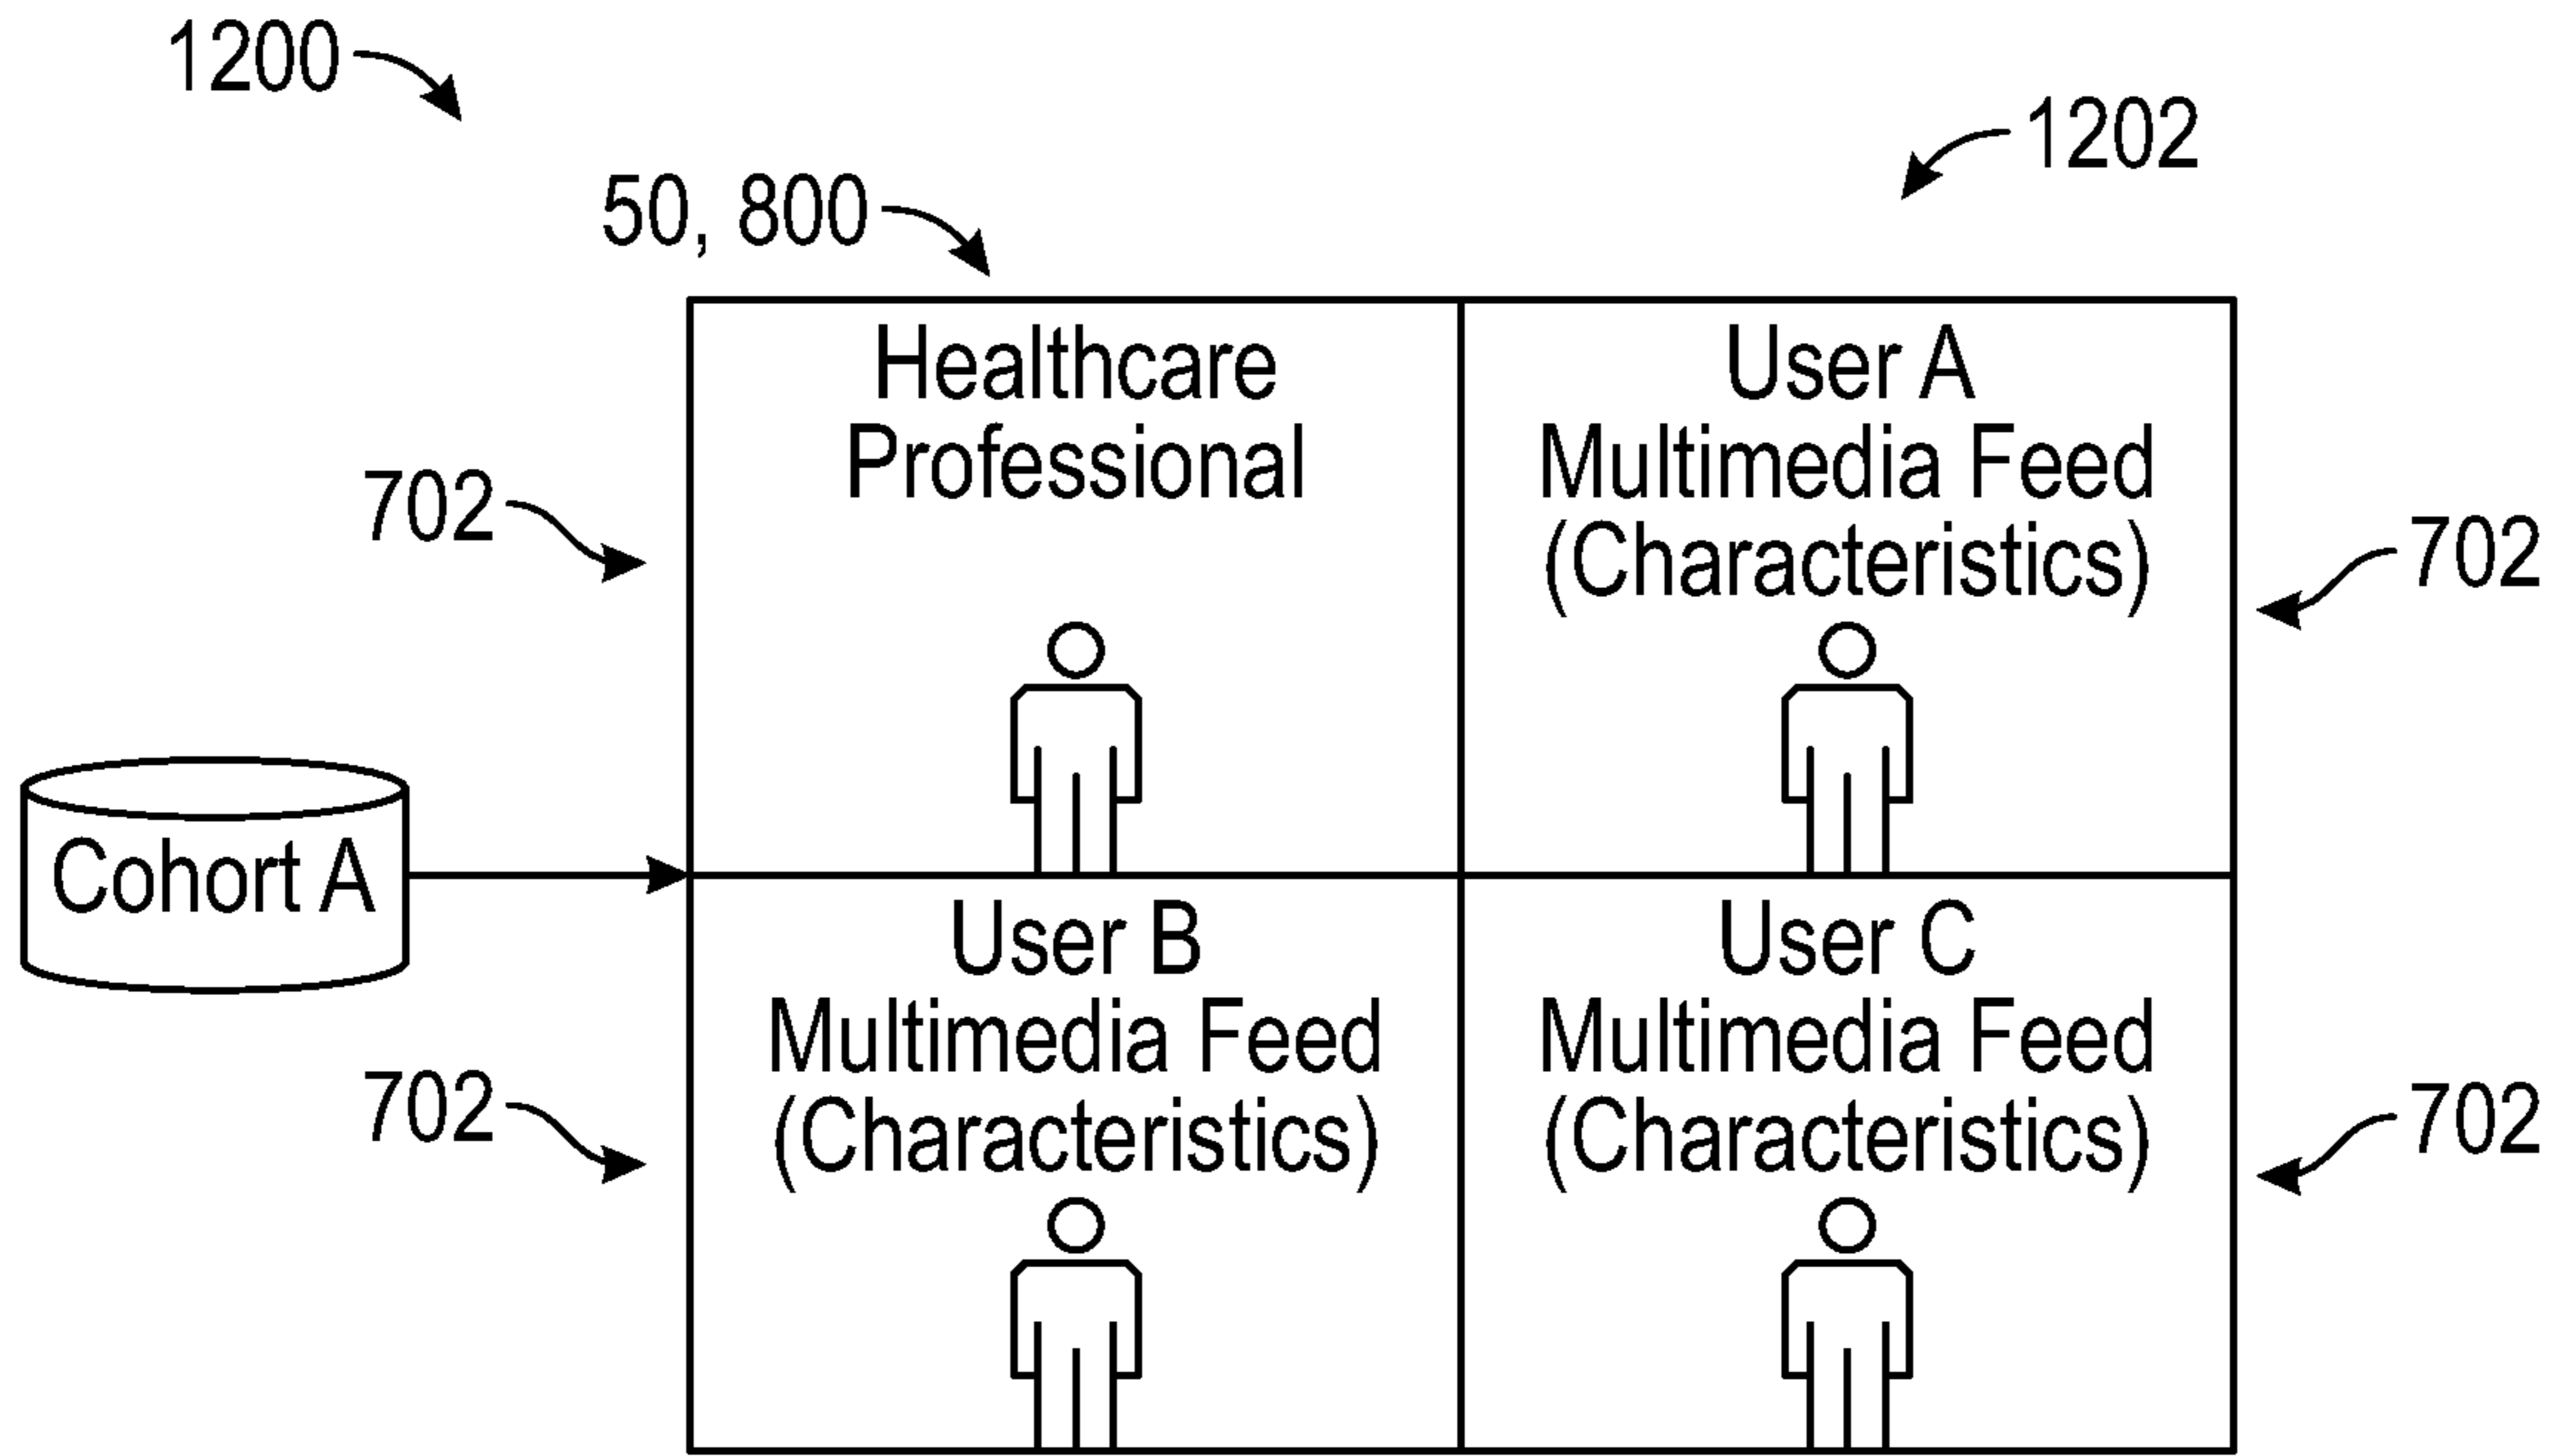 1200
1202
50, 800
Healthcare
Professional
User A
Multimedia Feed
(Characteristics)
702
702
Cohort A
User B
Multimedia Feed
(Characteristics)
User C
Multimedia Feed
(Characteristics)
702
702